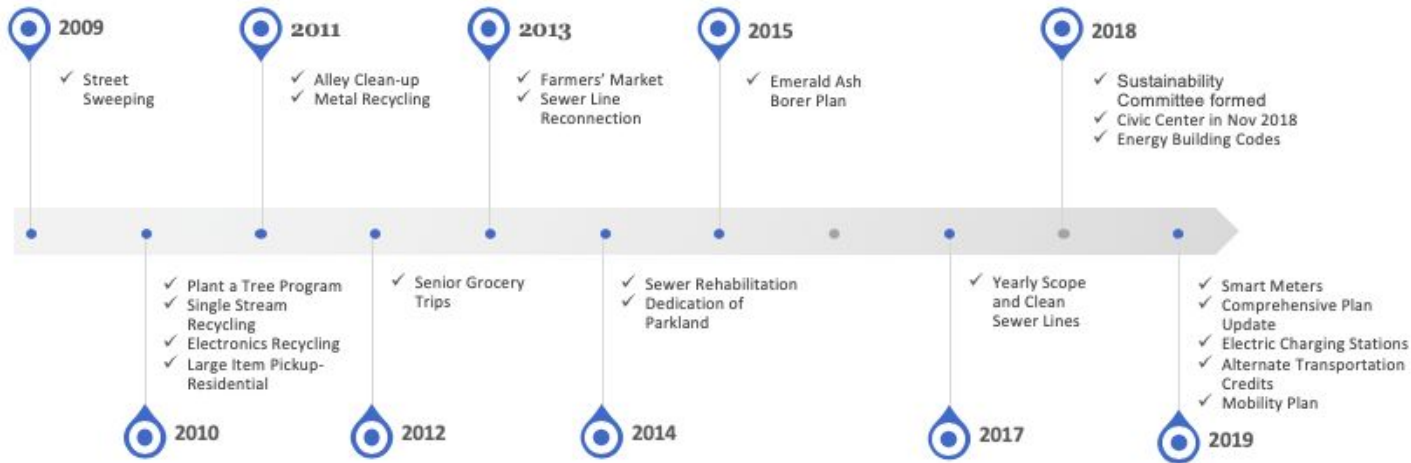 2009
✓ Street
Sweeping
2011
✓ Alley Clean-up
✓ Metal Recycling
2013
✓ Farmers' Market
✓ Sewer Line
Reconnection
2015
✓ Emerald Ash
Borer Plan
2018
✓ Sustainability
Committee formed
✓ Civic Center in Nov 2018
✓ Energy Building Codes
✓ Plant a Tree Program
✓ Single Stream
Recycling
✓ Electronics Recycling
✓ Large Item Pickup-
Residential
2010
✓ Senior Grocery
Trips
2012
✓ Sewer Rehabilitation
✓ Dedication of
Parkland
2014
✓ Yearly Scope
and Clean
Sewer Lines
2017
✓ Smart Meters
✓ Comprehensive Plan
Update
✓ Electric Charging Stations
✓ Alternate Transportation
Credits
✓ Mobility Plan
2019